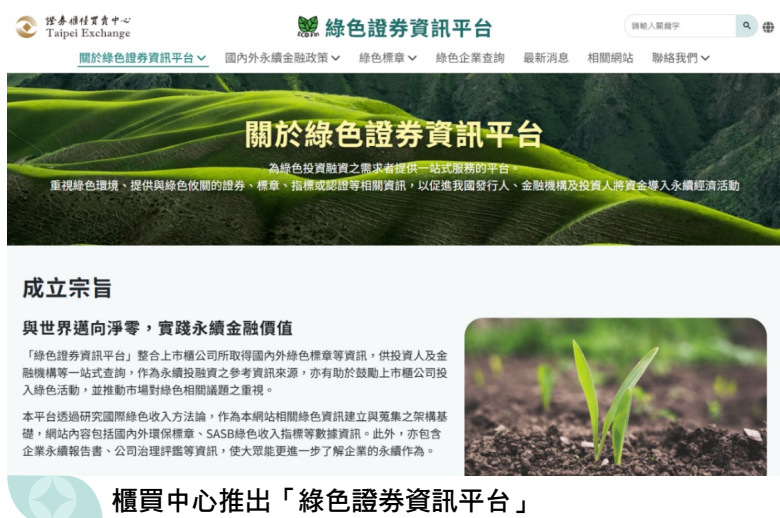 證券櫃檯買賣中心
Taipei Exchange
ECO-Fin
綠色證券資訊平台
請輸入關鍵字
關於綠色證券資訊平台
國內外永續金融政策
綠色標章
綠色企業查詢
最新消息
相關網站
聯絡我們
關於綠色證券資訊平台
為綠色投資融資之需求者提供一站式服務的平台。
重視綠色環境、提供與綠色攸關的證券、標章、指標或認證等相關資訊，以促進我國發行人、金融機構及投資人將資金導入永續經濟活動
成立宗旨
與世界邁向淨零，實踐永續金融價值
「綠色證券資訊平台」整合上市櫃公司所取得國內外綠色標章等資訊，供投資人及金
融機構等一站式查詢，作為永續投融資之參考資訊來源，亦有助於鼓勵上市櫃公司投
入綠色活動，並推動市場對綠色相關議題之重視。
本平台透過研究國際綠色收入方法論，作為本網站相關綠色資訊建立與蒐集之架構基
礎，網站內容包括國內外環保標章、SASB綠色收入指標等數據資訊。此外，亦包含
企業永續報告書、公司治理評鑑等資訊，使大眾能更進一步了解企業的永續作為。
櫃買中心推出「綠色證券資訊平台」